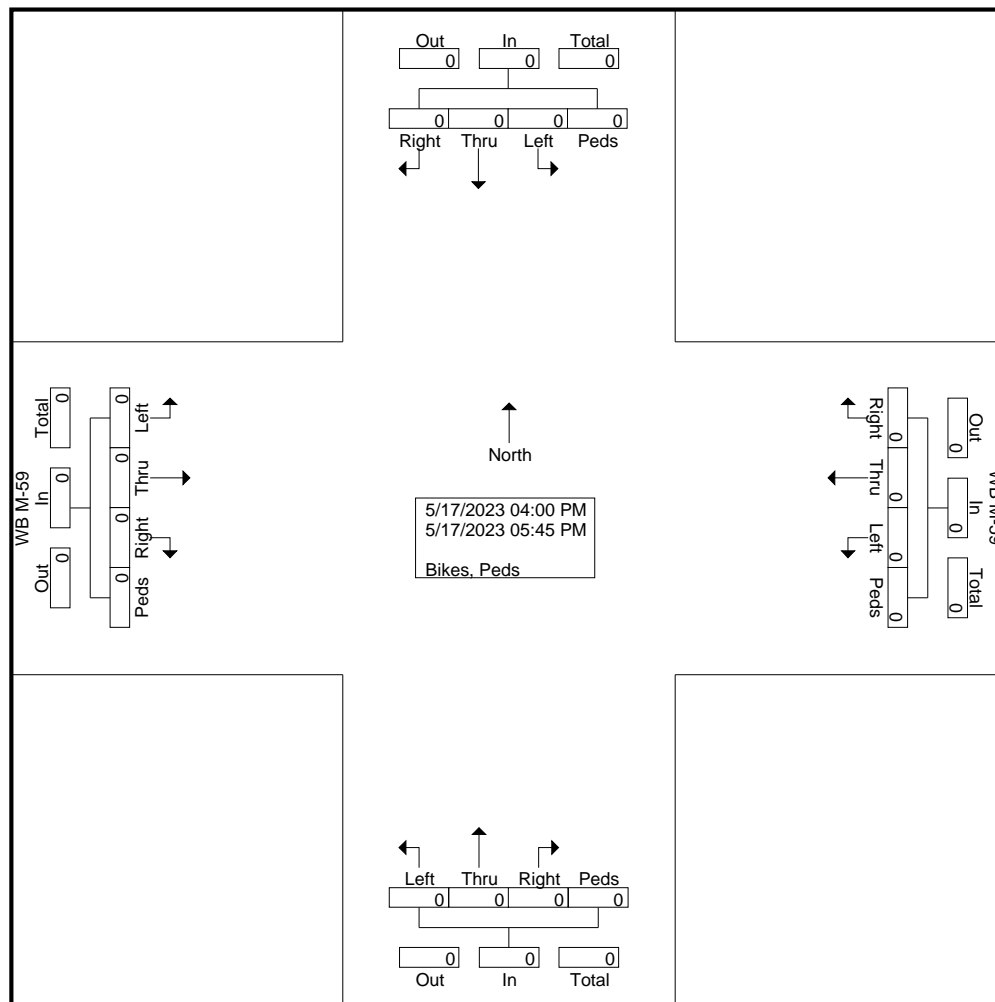 Out In Total
0 0 0
0 0 0 0
Right Thru Left Peds
WB M-59
Total In Out
0 0 0
0 0 0 0
Left Thru Right Peds
North
5/17/2023 04:00 PM
5/17/2023 05:45 PM
Bikes, Peds
Right Thru Left Peds
0 0 0 0
0 0 0
Out In Total
WB M-59
Left Thru Right Peds
0 0 0 0
0 0 0
Out In Total